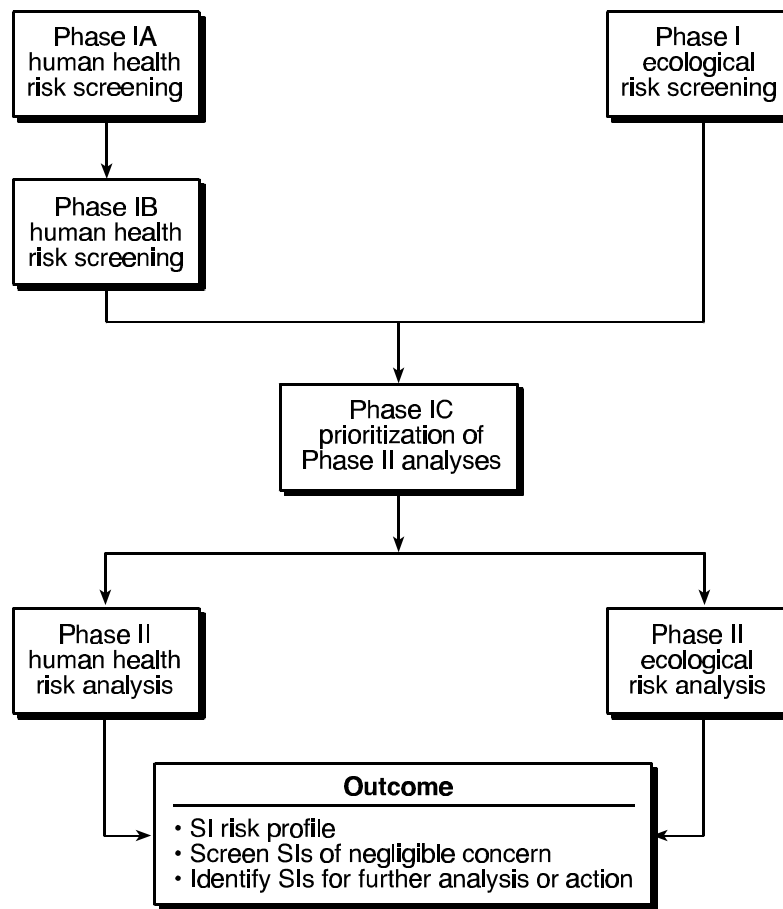 Phase IA
human health
risk screening
Phase I
ecological
risk screening
Phase IB
human health
risk screening
Phase IC
prioritization of
Phase II analyses
Phase II
human health
risk analysis
Phase II
ecological
risk analysis
Outcome
• SI risk profile
• Screen SIs of negligible concern
• Identify SIs for further analysis or action